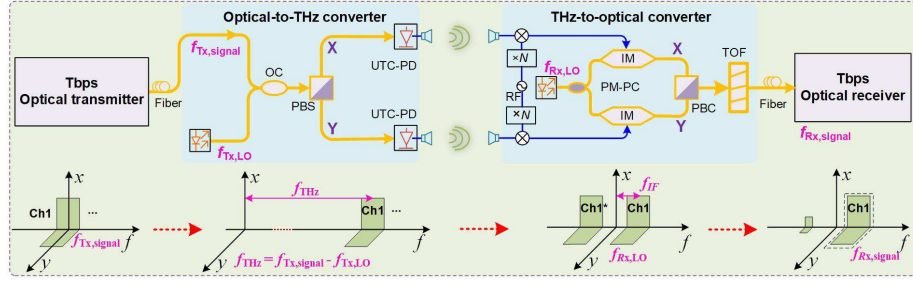 Optical-to-THz converter
THz-to-optical converter
f_Tx,signal
X
UTC-PD
×N
f_Rx,LO
IM
X
TOF
Tbps
Optical transmitter
Fiber
OC
PBS
RF
PM-PC
PBC
Fiber
Tbps
Optical receiver
UTC-PD
Y
f_Tx,LO
×N
IM
Y
f_Rx,signal
x
Ch1
...
f_Tx,signal
f
y
x
f_THz
Ch1
...
f
y
f_THz = f_Tx,signal - f_Tx,LO
x
f_IF
Ch1*
Ch1
f
f_Rx,LO
y
x
Ch1
f
f_Rx,signal
y